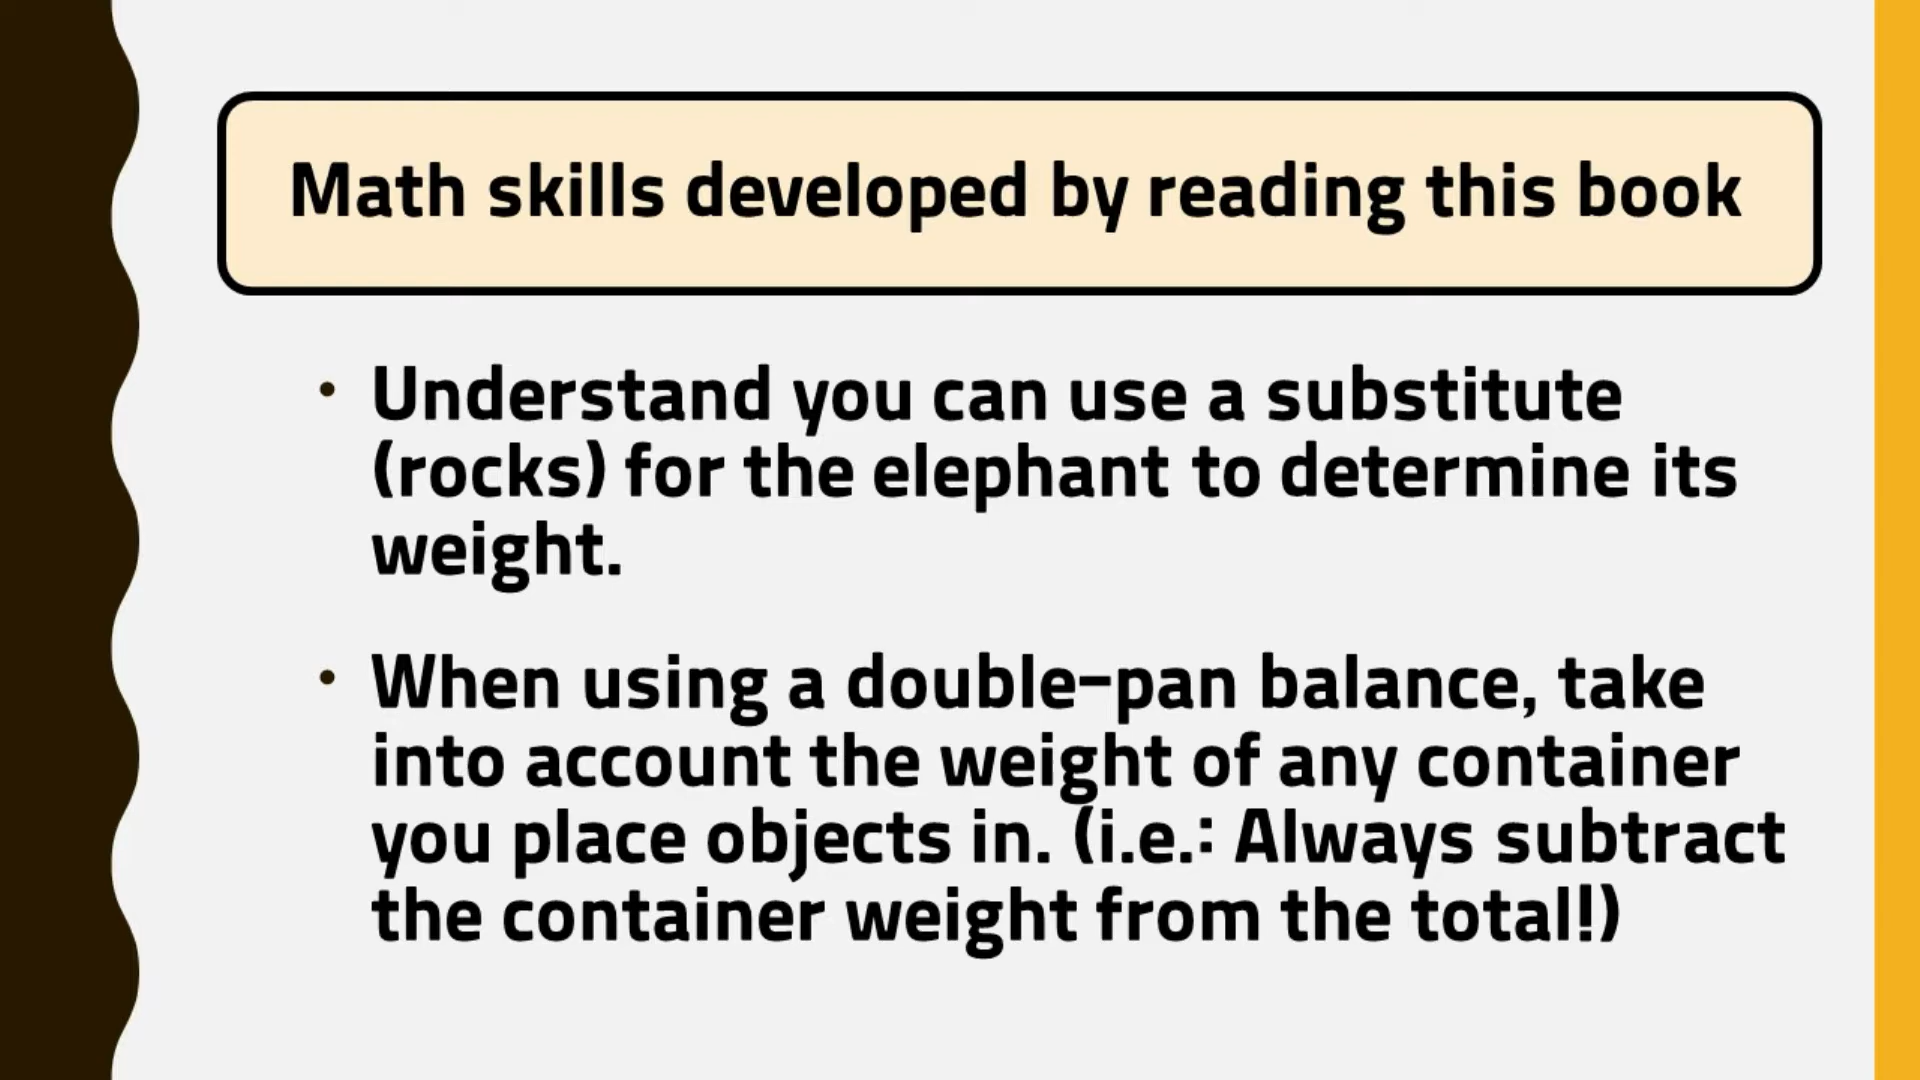 Math skills developed by reading this book
• Understand you can use a substitute
(rocks) for the elephant to determine its
weight.
• When using a double-pan balance, take
into account the weight of any container
you place objects in. (i.e.: Always subtract
the container weight from the total!)